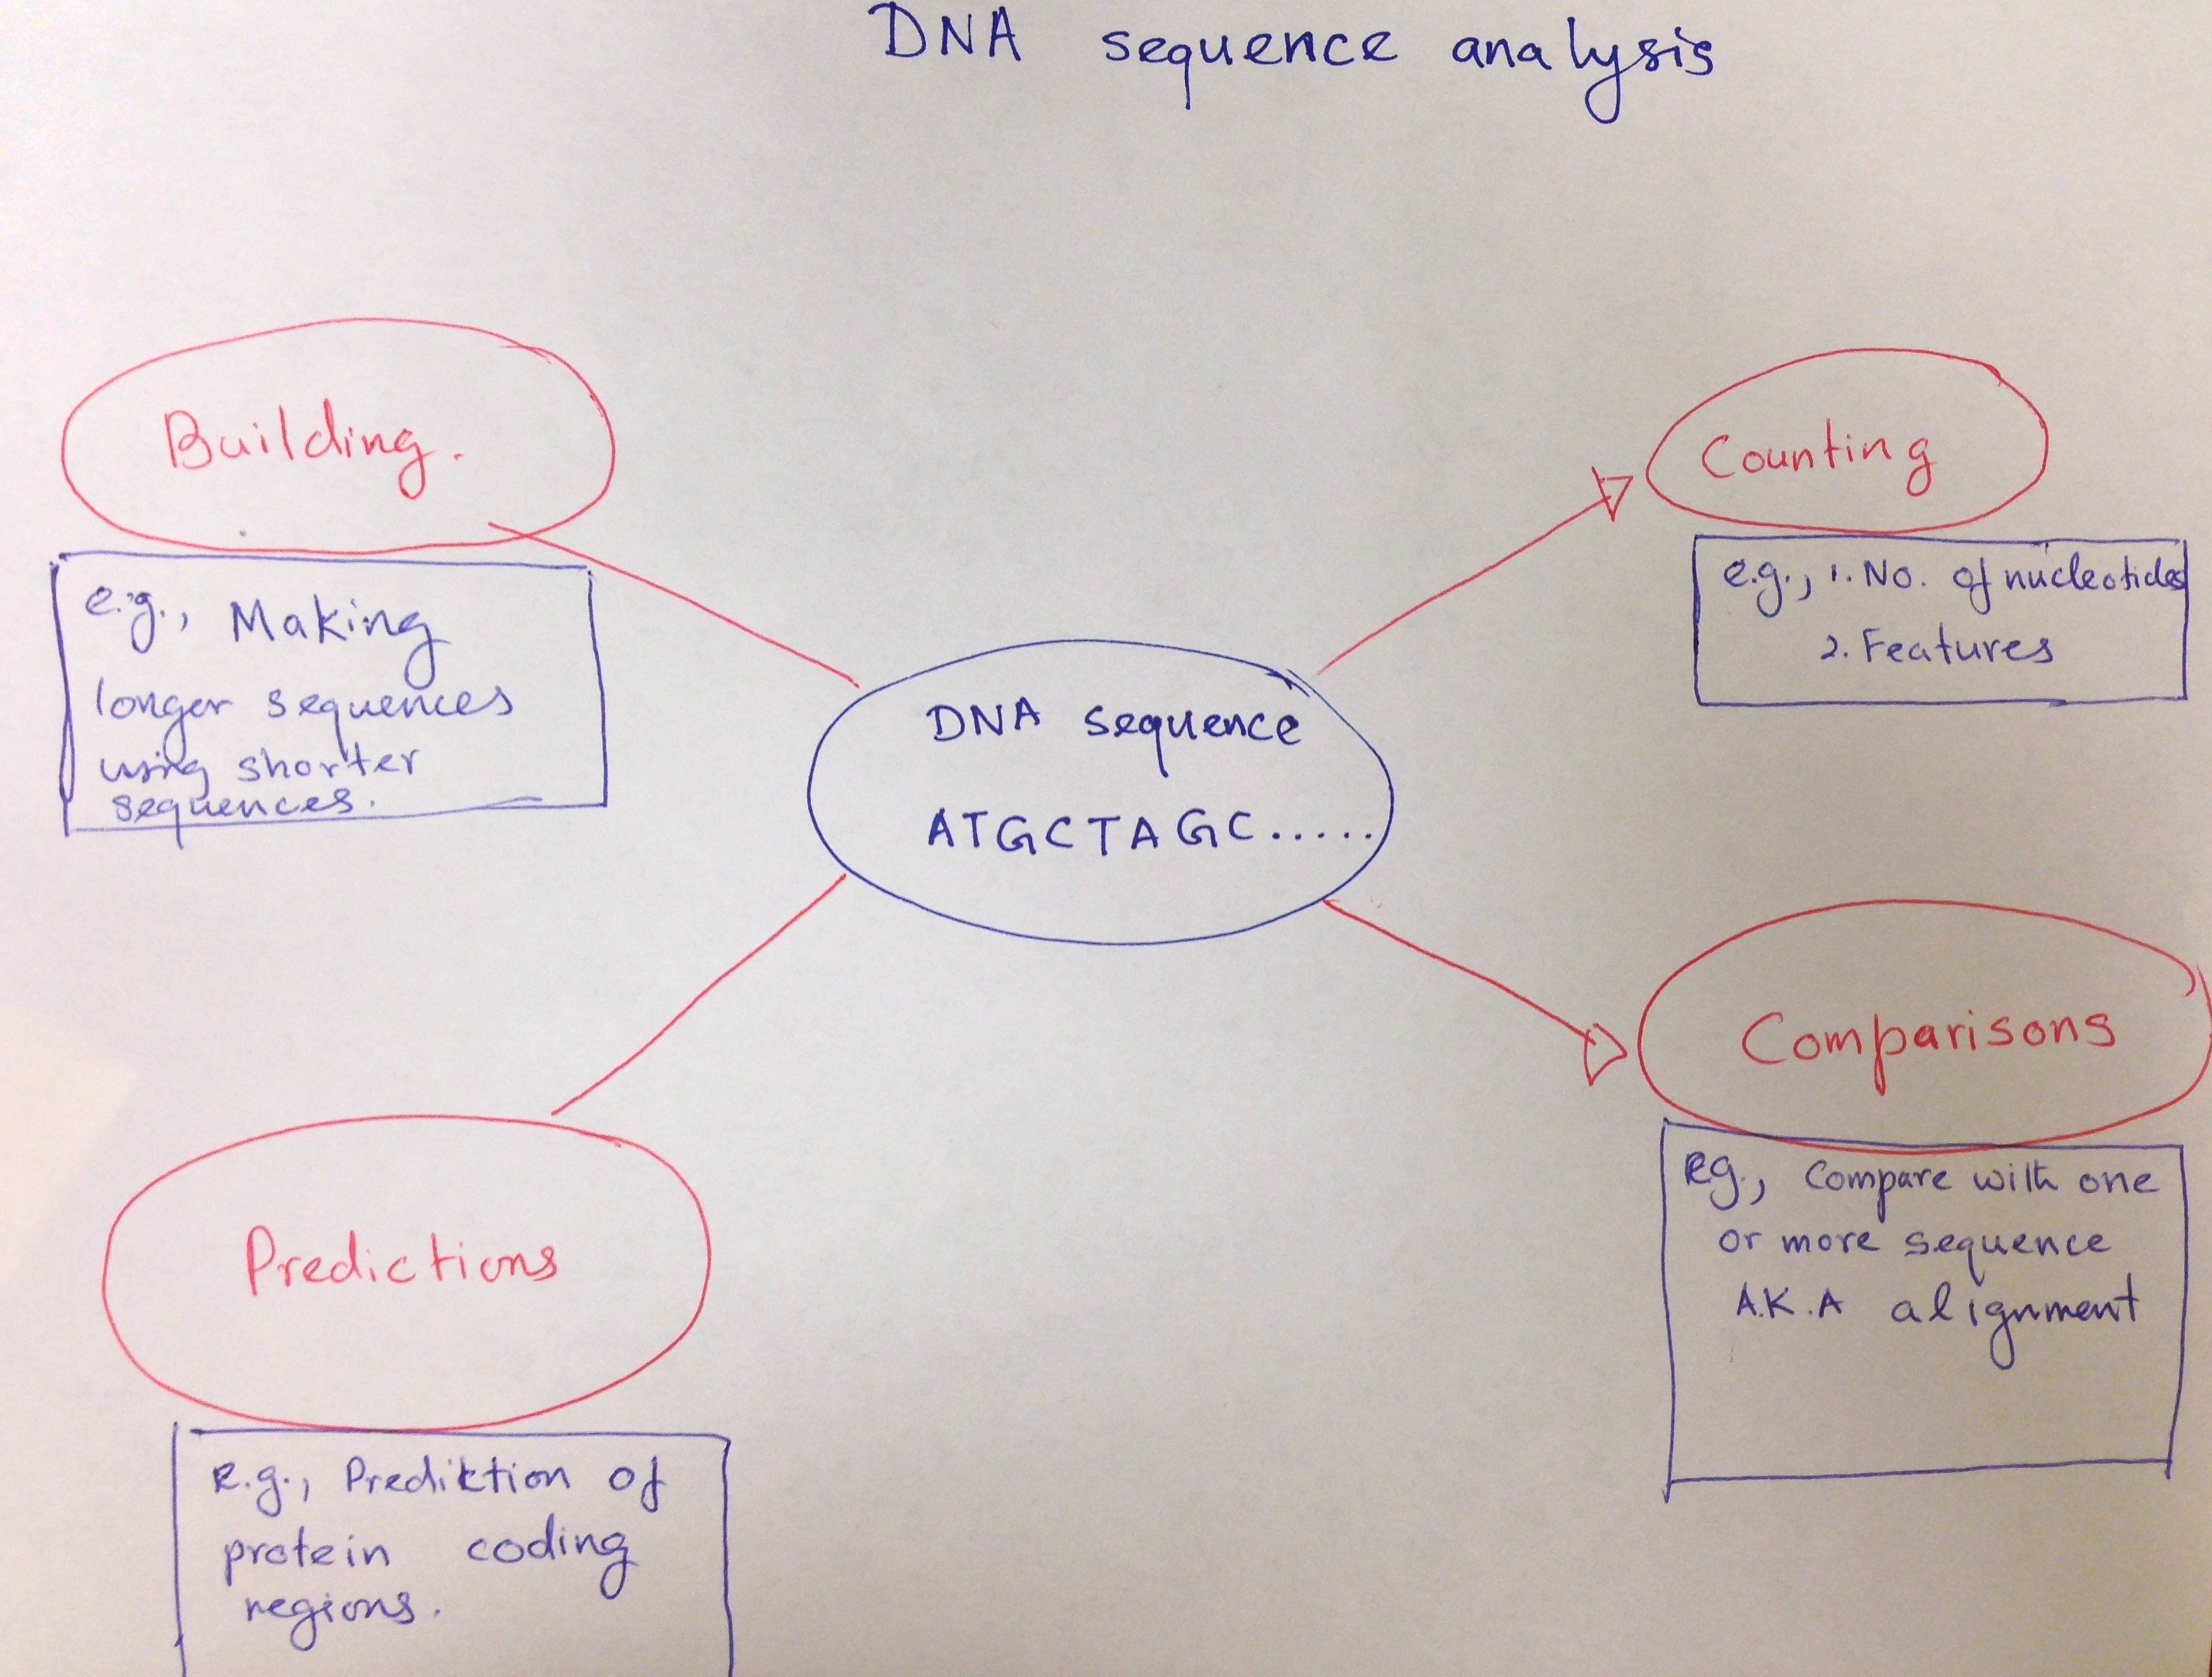 DNA sequence analysis
Building.
e.g., Making
longer sequences
using shorter
sequences.
Counting
e.g., 1. No. of nucleotides
2. Features
DNA sequence
ATGCTAGC.....
Predictions
e.g., Prediktion of
protein coding
regions.
Comparisons
eg., Compare with one
or more sequence
A.K.A alignment